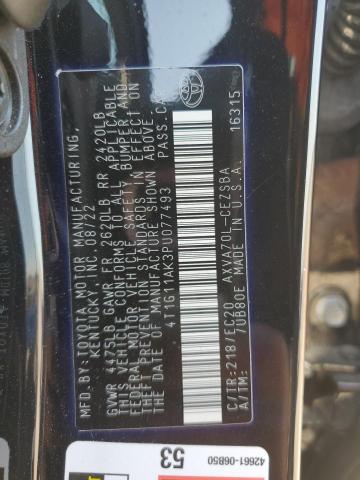 MFD. BY: TOYOTA MOTOR MANUFACTURING,
KENTUCKY, INC. 08/22
GVWR 4475LB GAWR FR 2620LB RR 2420LB
THIS VEHICLE CONFORMS TO ALL APPLICABLE
FEDERAL MOTOR VEHICLE SAFETY, BUMPER AND
THEFT PREVENTION STANDARDS IN EFFECT ON
THE DATE OF MANUFACTURE SHOWN ABOVE.
4T1G11AK3PU077493 PASS.CAR
C/TR:218/EC20 AXVA70L-CEZSBA
A/TM: /UB80E MADE IN U.S.A. 16315
53
42661-06B50